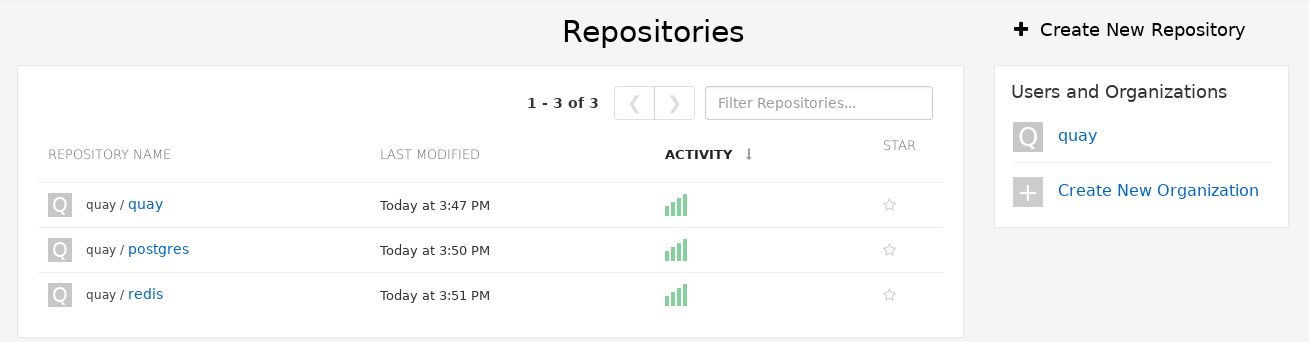 Repositories
+ Create New Repository
1 - 3 of 3
Filter Repositories...
REPOSITORY NAME LAST MODIFIED ACTIVITY ↓ STAR
Q quay / quay Today at 3:47 PM
Q quay / postgres Today at 3:50 PM
Q quay / redis Today at 3:51 PM
Users and Organizations
Q quay
+ Create New Organization